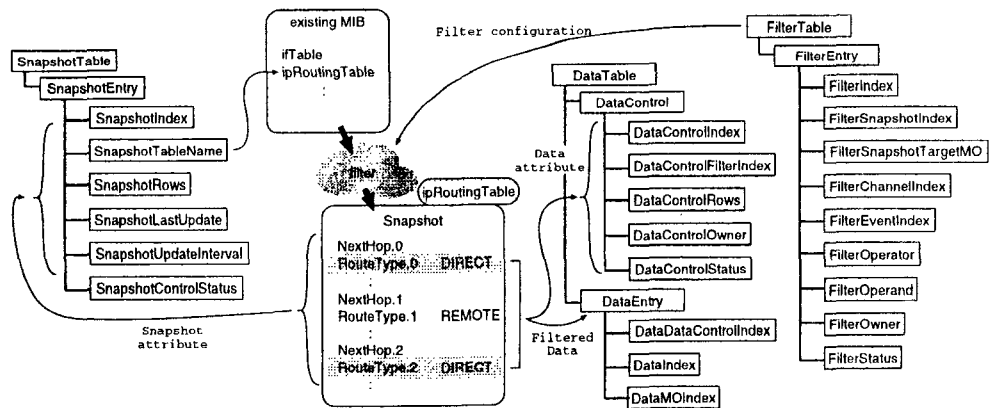 existing MIB
ifTable
ipRoutingTable
:
Filter configuration
FilterTable
FilterEntry
FilterIndex
FilterSnapshotIndex
FilterSnapshotTargetMO
FilterChannelIndex
FilterEventIndex
FilterOperator
FilterOperand
FilterOwner
FilterStatus
SnapshotTable
SnapshotEntry
SnapshotIndex
SnapshotTableName
SnapshotRows
SnapshotLastUpdate
SnapshotUpdateInterval
SnapshotControlStatus
Snapshot
attribute
filter
ipRoutingTable
Snapshot
NextHop.0
RouteType.0 DIRECT
:
NextHop.1
RouteType.1 REMOTE
:
NextHop.2
RouteType.2 DIRECT
:
Data
attribute
Filtered
Data
DataTable
DataControl
DataControlIndex
DataControlFilterIndex
DataControlRows
DataControlOwner
DataControlStatus
DataEntry
DataDataControlIndex
DataIndex
DataMOIndex